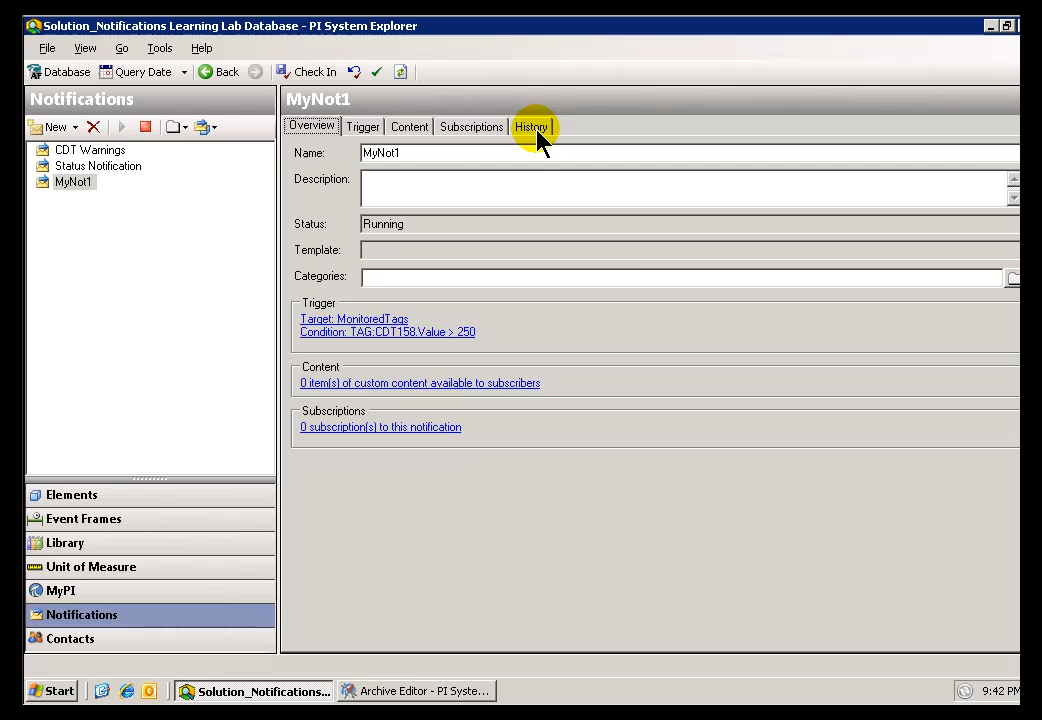 Solution_Notifications Learning Lab Database - PI System Explorer
File View Go Tools Help
Database Query Date Back Check In
Notifications
New
CDT Warnings
Status Notification
MyNot1
Elements
Event Frames
Library
Unit of Measure
MyPI
Notifications
Contacts
MyNot1
Overview Trigger Content Subscriptions History
Name: MyNot1
Description:
Status: Running
Template:
Categories:
Trigger
Target: MonitoredTags
Condition: TAG:CDT158.Value > 250
Content
0 item(s) of custom content available to subscribers
Subscriptions
0 subscription(s) to this notification
Start Solution_Notifications... Archive Editor - PI Syste... 9:42 PM